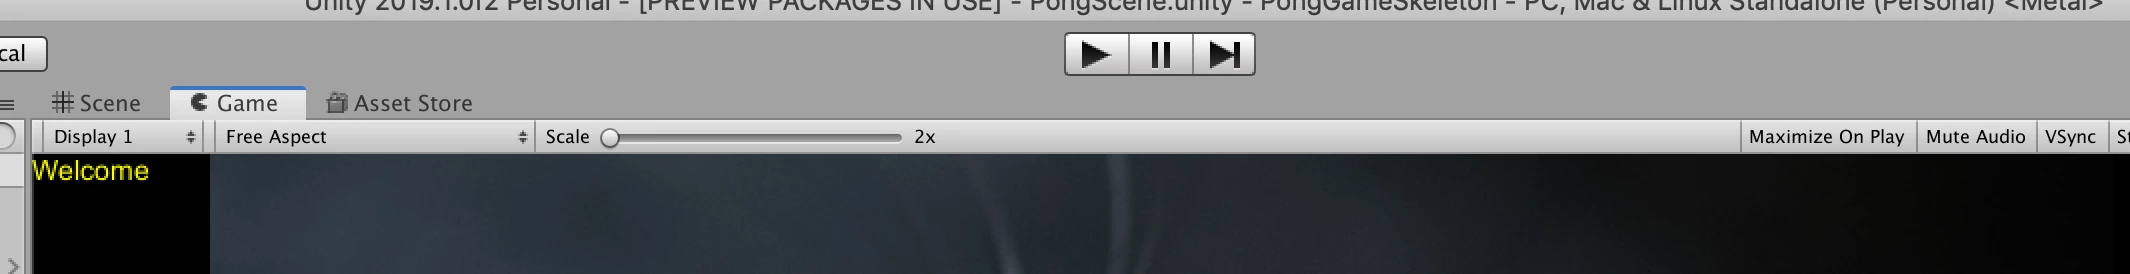 Unity 2019.1.0f2 Personal - [PREVIEW PACKAGES IN USE] - PongScene.unity - PongGameSkeleton - PC, Mac & Linux Standalone (Personal) <Metal>
cal
Scene Game Asset Store
Display 1 Free Aspect Scale 2x Maximize On Play Mute Audio VSync St
Welcome